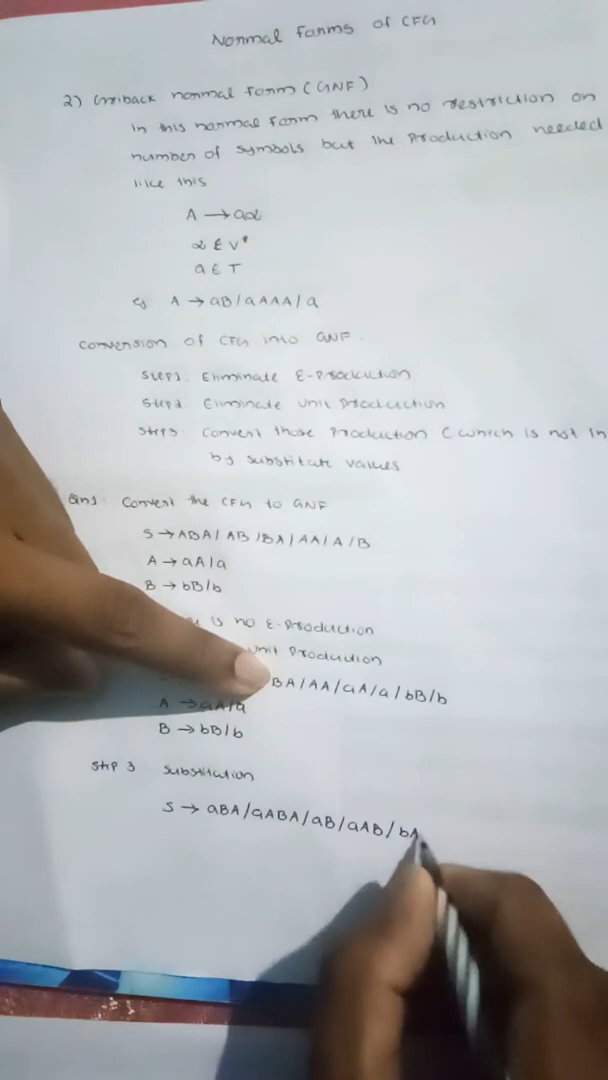 Normal Forms of CFG
2) Griback normal form (GNF)
In this normal form there is no restriction on
number of symbols but the Production needed
like this
A → aα
α ∈ V*
a ∈ T
eg A → aB/aAAA/a
Conversion of CFG into GNF.
Step1. Eliminate ε-Production
Step2 Eliminate Unit Production
Step3 Convert those Production (which is not in
by substitute values
Qns1. Convert the CFG to GNF
S → ABA/ AB /BA/ AA/ A /B
A → aA/a
B → bB/b
is no ε-Production
unit Production
BA/AA/aA/a/bB/b
A → aA/a
B → bB/b
Step 3 Substitution
S → aBA/aABA/aB/aAB/bA